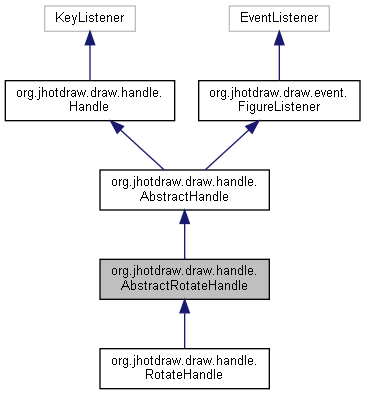 KeyListener
EventListener
org.jhotdraw.draw.handle.
Handle
org.jhotdraw.draw.event.
FigureListener
org.jhotdraw.draw.handle.
AbstractHandle
org.jhotdraw.draw.handle.
AbstractRotateHandle
org.jhotdraw.draw.handle.
RotateHandle